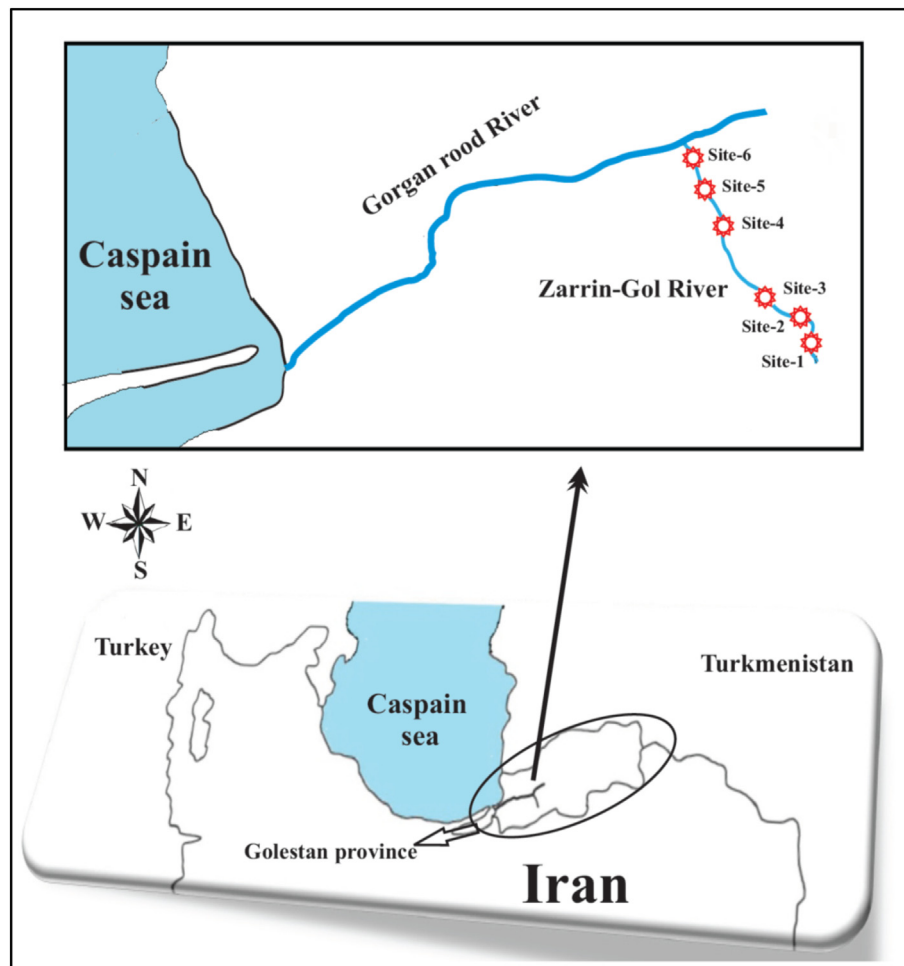 Gorgan rood River
Site-6
Site-5
Site-4
Caspain
sea
Zarrin-Gol River
Site-3
Site-2
Site-1
N
W E
S
Turkey
Turkmenistan
Caspain
sea
Golestan province
Iran